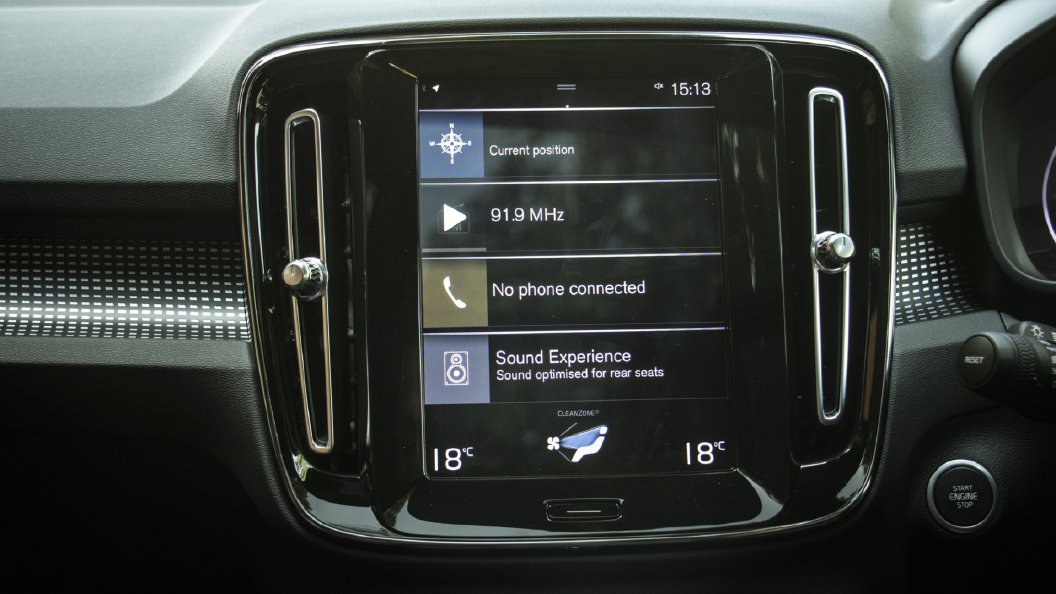 15:13
N
W E
S
Current position
91.9 MHz
No phone connected
Sound Experience
Sound optimised for rear seats
CLEANZONE®
18°C
18°C
RESET
START
ENGINE
STOP